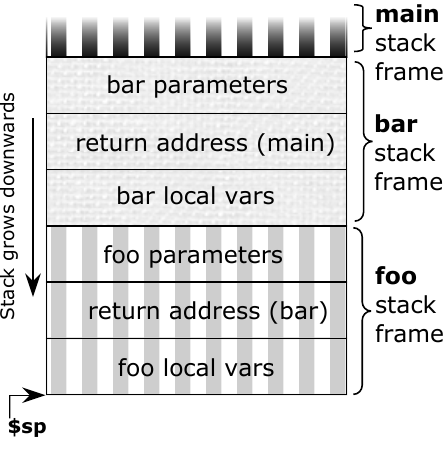 main
stack
frame
bar parameters
return address (main)
bar local vars
bar
stack
frame
foo parameters
return address (bar)
foo local vars
foo
stack
frame
Stack grows downwards
$sp